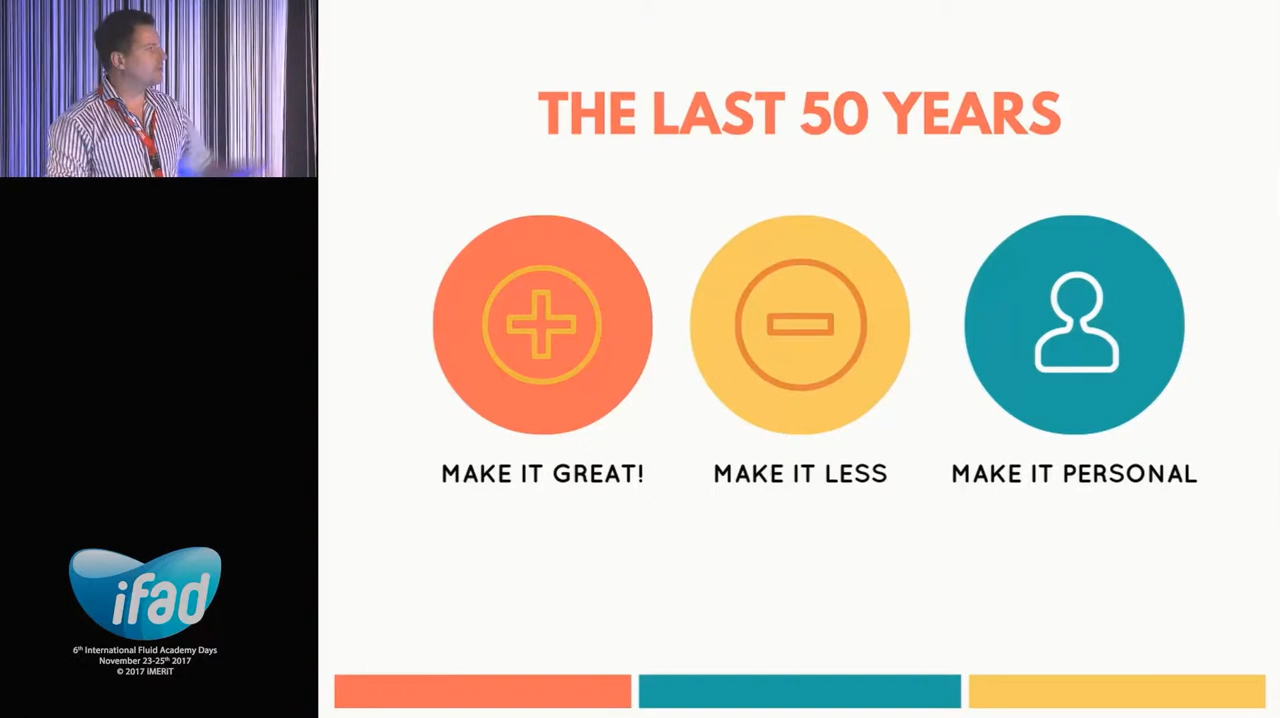 THE LAST 50 YEARS
MAKE IT GREAT!
MAKE IT LESS
MAKE IT PERSONAL
ifad
6th International Fluid Academy Days
November 23-25th 2017
© 2017 iMERiT